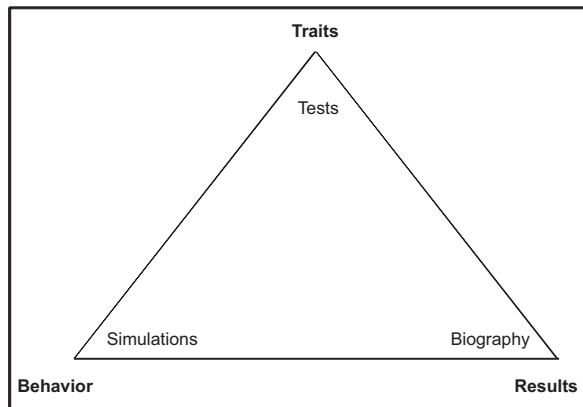 Traits
Tests
Simulations
Biography
Behavior
Results